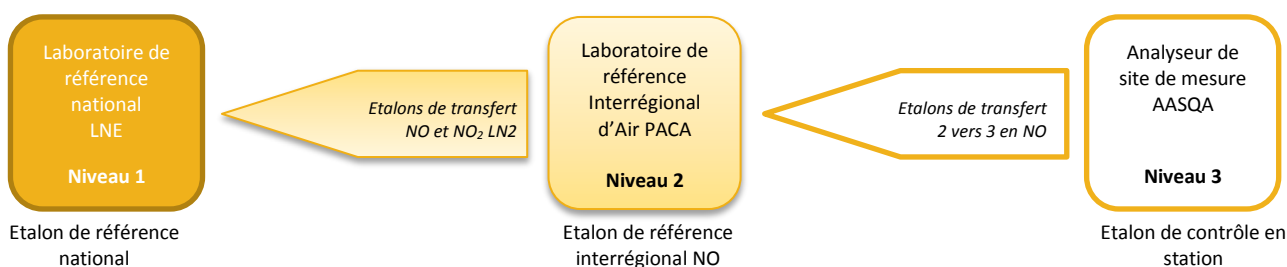 Laboratoire de
référence
national
LNE
Niveau 1
Etalon de référence
national
Etalons de transfert
NO et NO₂ LN2
Laboratoire de
référence
Interrégional
d'Air PACA
Niveau 2
Etalon de référence
interrégional NO
Etalons de transfert
2 vers 3 en NO
Analyseur de
site de mesure
AASQA
Niveau 3
Etalon de contrôle en
station